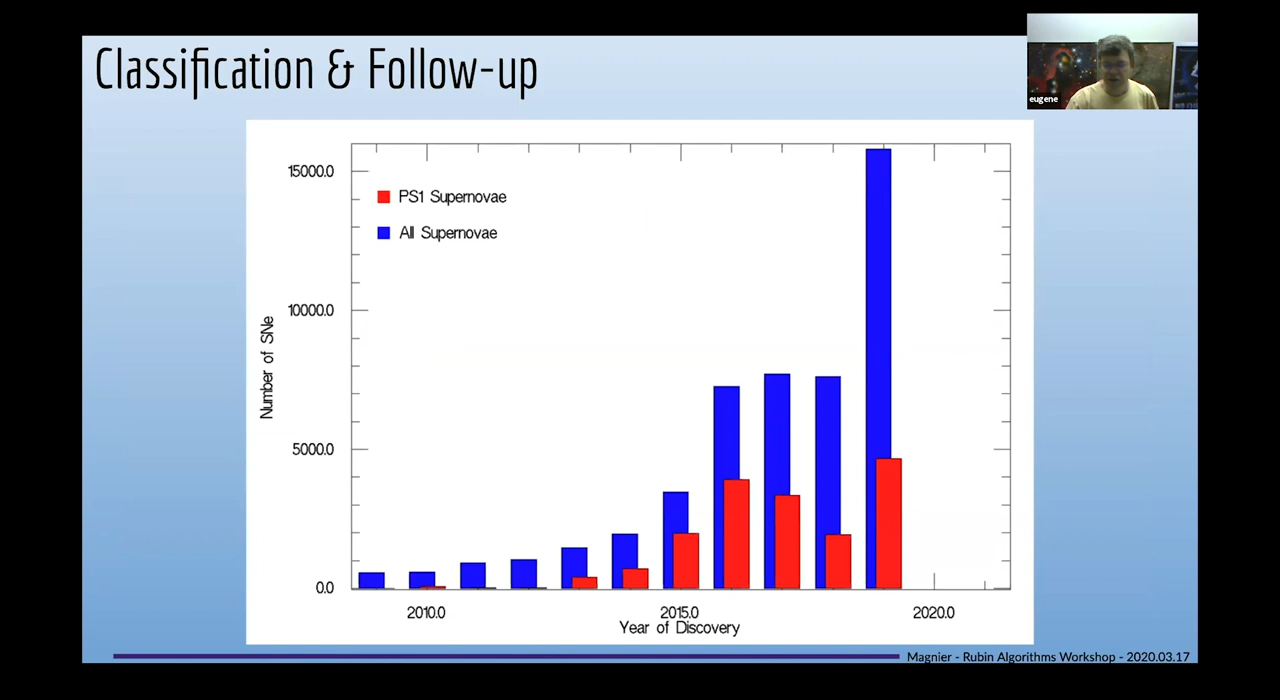 Classification & Follow-up
eugene
15000.0
PS1 Supernovae
All Supernovae
10000.0
Number of SNe
5000.0
0.0
2010.0
2015.0
2020.0
Year of Discovery
Magnier - Rubin Algorithms Workshop - 2020.03.17